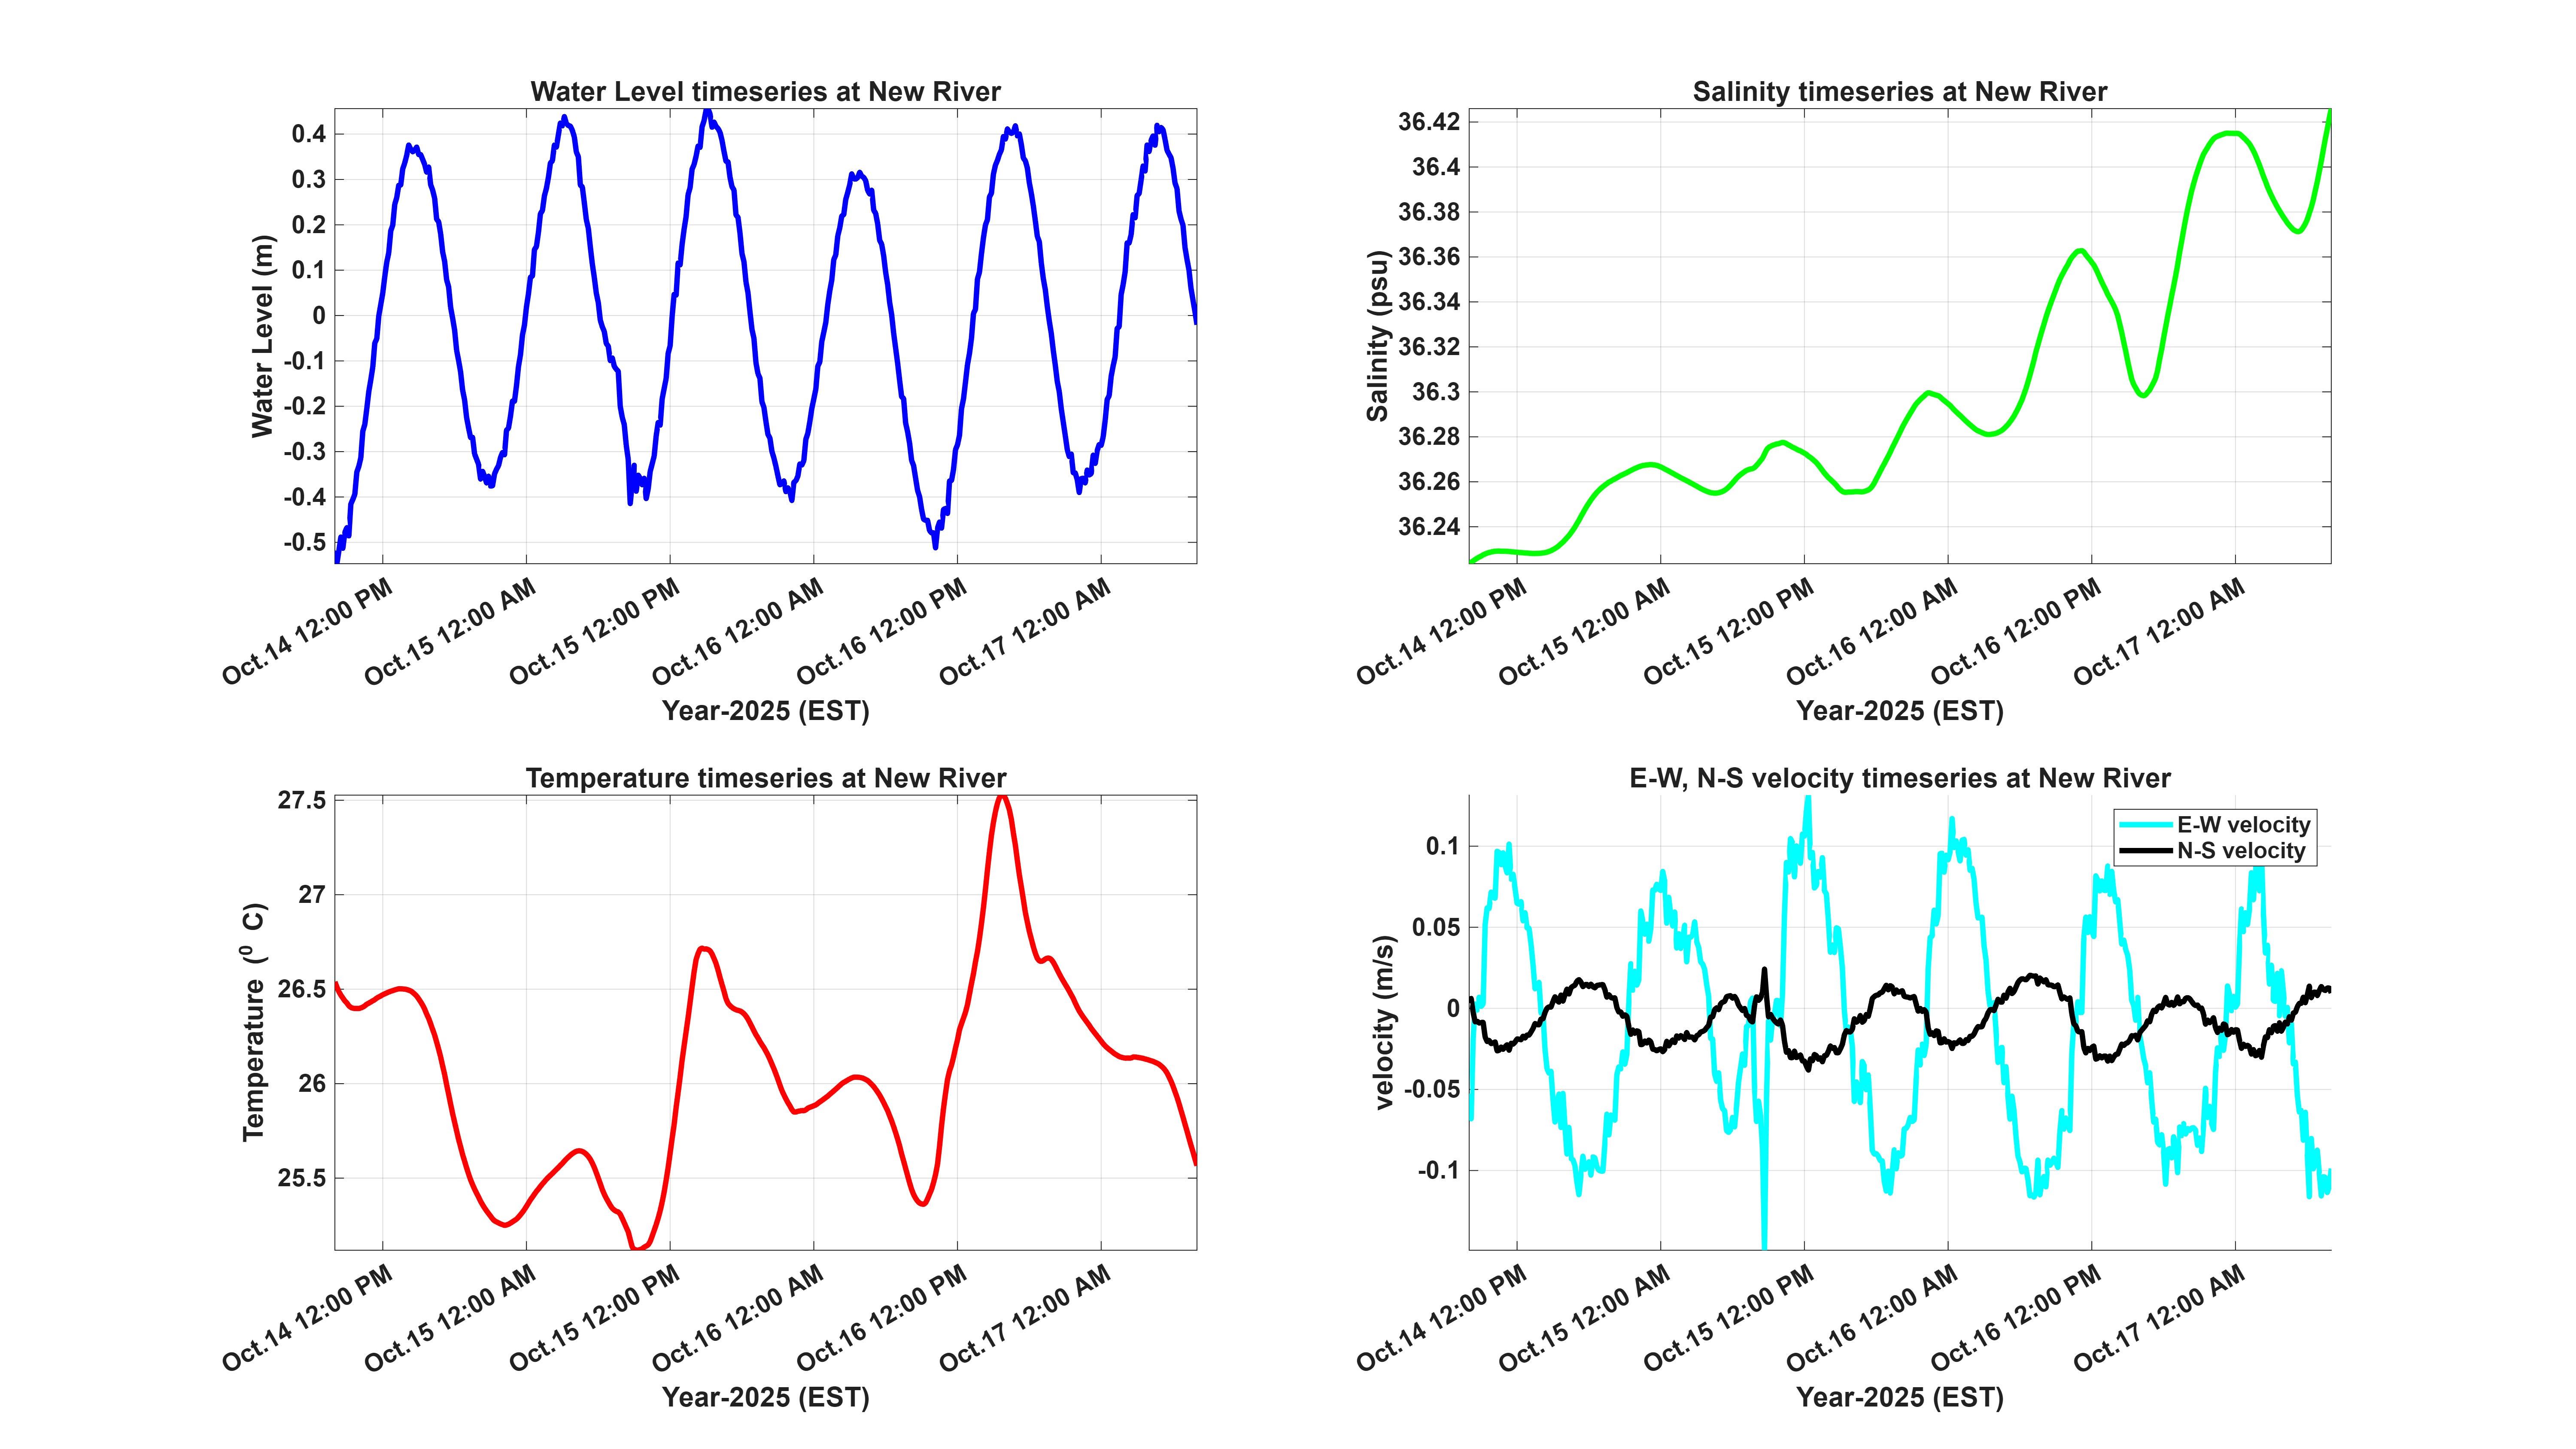 Water Level timeseries at New River
Water Level (m)
0.4
0.3
0.2
0.1
0
-0.1
-0.2
-0.3
-0.4
-0.5
Oct.14 12:00 PM
Oct.15 12:00 AM
Oct.15 12:00 PM
Oct.16 12:00 AM
Oct.16 12:00 PM
Oct.17 12:00 AM
Year-2025 (EST)
Salinity timeseries at New River
Salinity (psu)
36.42
36.4
36.38
36.36
36.34
36.32
36.3
36.28
36.26
36.24
Oct.14 12:00 PM
Oct.15 12:00 AM
Oct.15 12:00 PM
Oct.16 12:00 AM
Oct.16 12:00 PM
Oct.17 12:00 AM
Year-2025 (EST)
Temperature timeseries at New River
Temperature (⁰ C)
27.5
27
26.5
26
25.5
Oct.14 12:00 PM
Oct.15 12:00 AM
Oct.15 12:00 PM
Oct.16 12:00 AM
Oct.16 12:00 PM
Oct.17 12:00 AM
Year-2025 (EST)
E-W, N-S velocity timeseries at New River
velocity (m/s)
0.1
0.05
0
-0.05
-0.1
E-W velocity
N-S velocity
Oct.14 12:00 PM
Oct.15 12:00 AM
Oct.15 12:00 PM
Oct.16 12:00 AM
Oct.16 12:00 PM
Oct.17 12:00 AM
Year-2025 (EST)